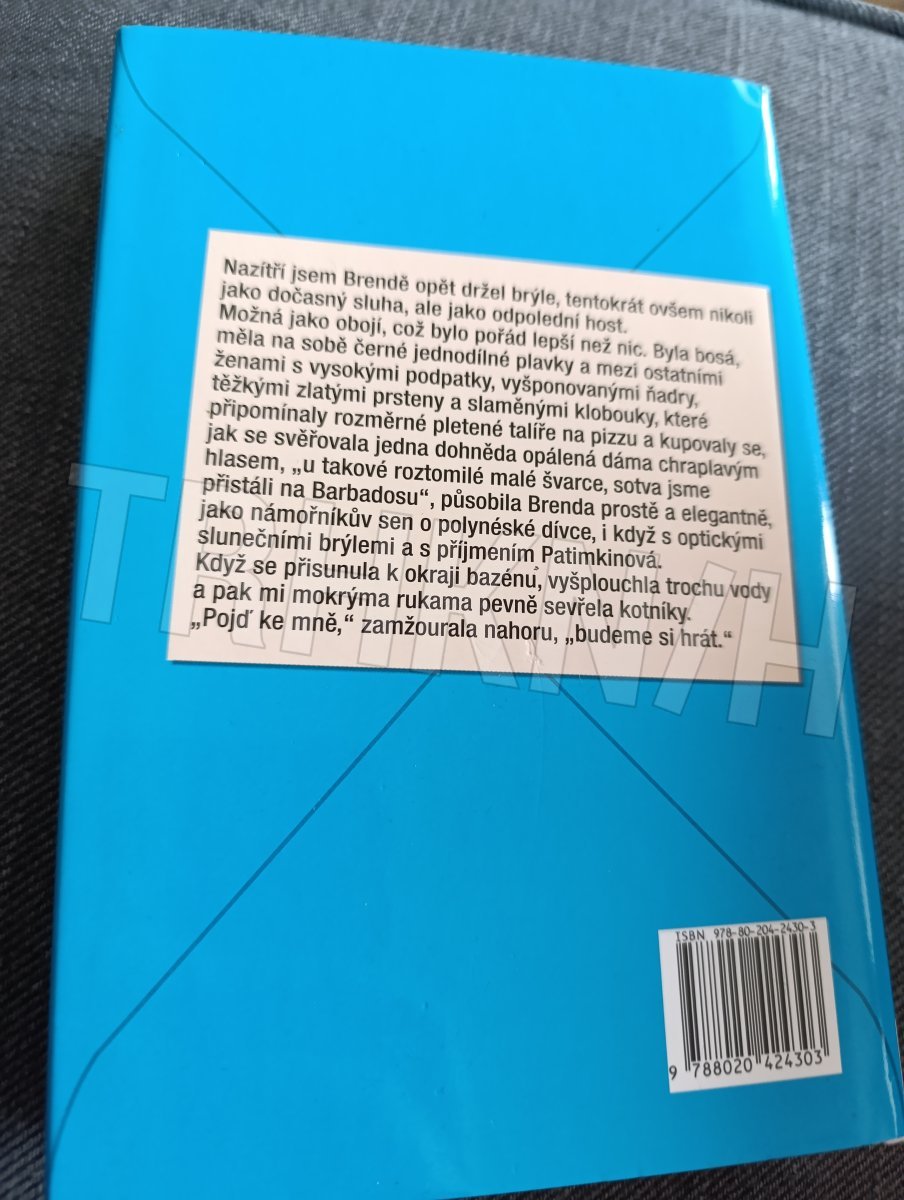 Nazítří jsem Brendě opět držel brýle, tentokrát ovšem nikoli
jako dočasný sluha, ale jako odpolední host.
Možná jako obojí, což bylo pořád lepší než nic. Byla bosá,
měla na sobě černé jednodílné plavky a mezi ostatními
ženami s vysokými podpatky, vyšponovanými ňadry,
těžkými zlatými prsteny a slaměnými klobouky, které
připomínaly rozměrné pletené talíře na pizzu a kupovaly se,
jak se svěřovala jedna dohněda opálená dáma chraplavým
hlasem, „u takové roztomilé malé švarce, sotva jsme
přistáli na Barbadosu“, působila Brenda prostě a elegantně,
jako námořníkův sen o polynéské dívce, i když s optickými
slunečními brýlemi a s příjmením Patimkinová.
Když se přisunula k okraji bazénu, vyšplouchla trochu vody
a pak mi mokrýma rukama pevně sevřela kotníky.
„Pojď ke mně,“ zamžourala nahoru, „budeme si hrát.“
ISBN 978-80-204-2430-3
9 788020 424303